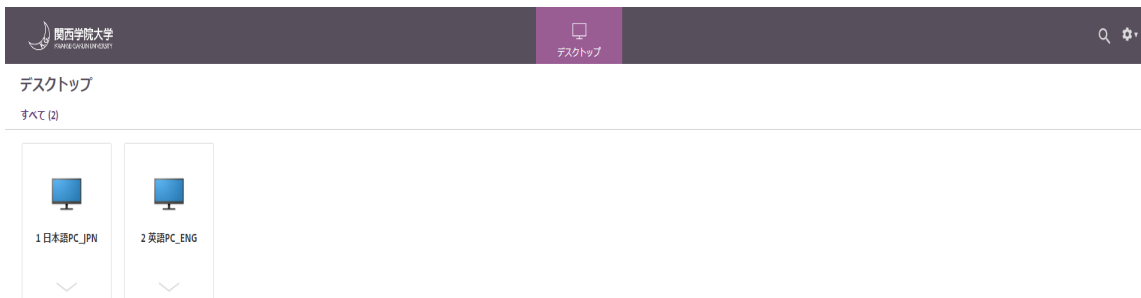 関西学院大学
KWANSEI GAKUIN UNIVERSITY
デスクトップ
デスクトップ
すべて (2)
1 日本語PC_JPN
2 英語PC_ENG